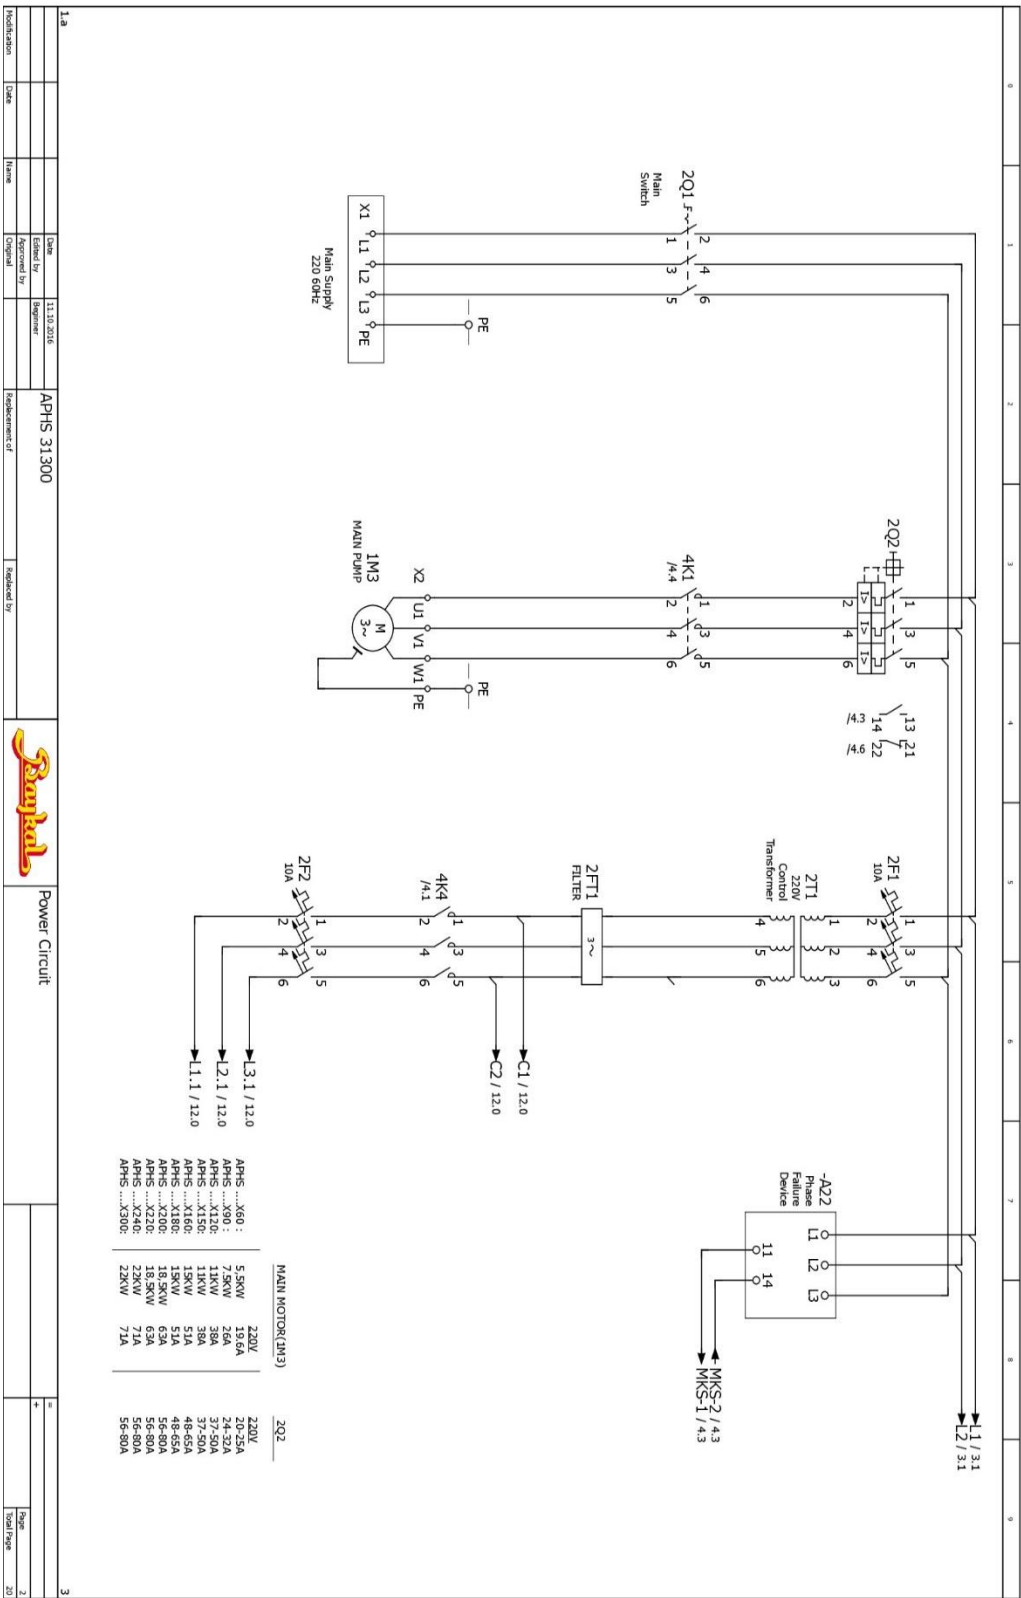 0 1 2 3 4 5 6 7 8 9
L1 / 3.1
L2 / 3.1
2Q2
1 3 5
2 4 6
I> I> I>
13 21
14 22
/4.3 /4.6
2F1
10A
1 3 5
2 4 6
2T1
220V
Control
Transformer
1 2 3
4 5 6
-A22
Phase
Failure
Device
L1 L2 L3
11 14
MKS-2 / 4.3
MKS-1 / 4.3
2Q1
Main
Switch
2 4 6
1 3 5
4K1
/4.4
1 3 5
2 4 6
2FT1
FILTER
3~
C1 / 12.0
C2 / 12.0
PE
PE
4K4
/4.1
1 3 5
2 4 6
Main Supply
220 60Hz
X1 L1 L2 L3 PE
X2 U1 V1 W1 PE
1M3
MAIN PUMP
M
3~
2F2
10A
1 3 5
2 4 6
L3.1 / 12.0
L2.1 / 12.0
L1.1 / 12.0
MAIN MOTOR(1M3) 2Q2
220V 220V
APHS ....X60 : 5,5KW 19.6A 20-25A
APHS ....X90 : 7.5KW 26A 24-32A
APHS ....X120: 11KW 38A 37-50A
APHS ....X150: 11KW 38A 37-50A
APHS ....X160: 15KW 51A 48-65A
APHS ....X180: 15KW 51A 48-65A
APHS ....X200: 18,5KW 63A 56-80A
APHS ....X220: 18,5KW 63A 56-80A
APHS ....X240: 22KW 71A 56-80A
APHS ....X300: 22KW 71A 56-80A
1.a
3
Date 11.10.2016
Edited by Beginner
Approved by
Modification Date Name Original
APHS 31300
Replacement of Replaced by
Baykal
Power Circuit
=
+
Page 2
Total Page 20